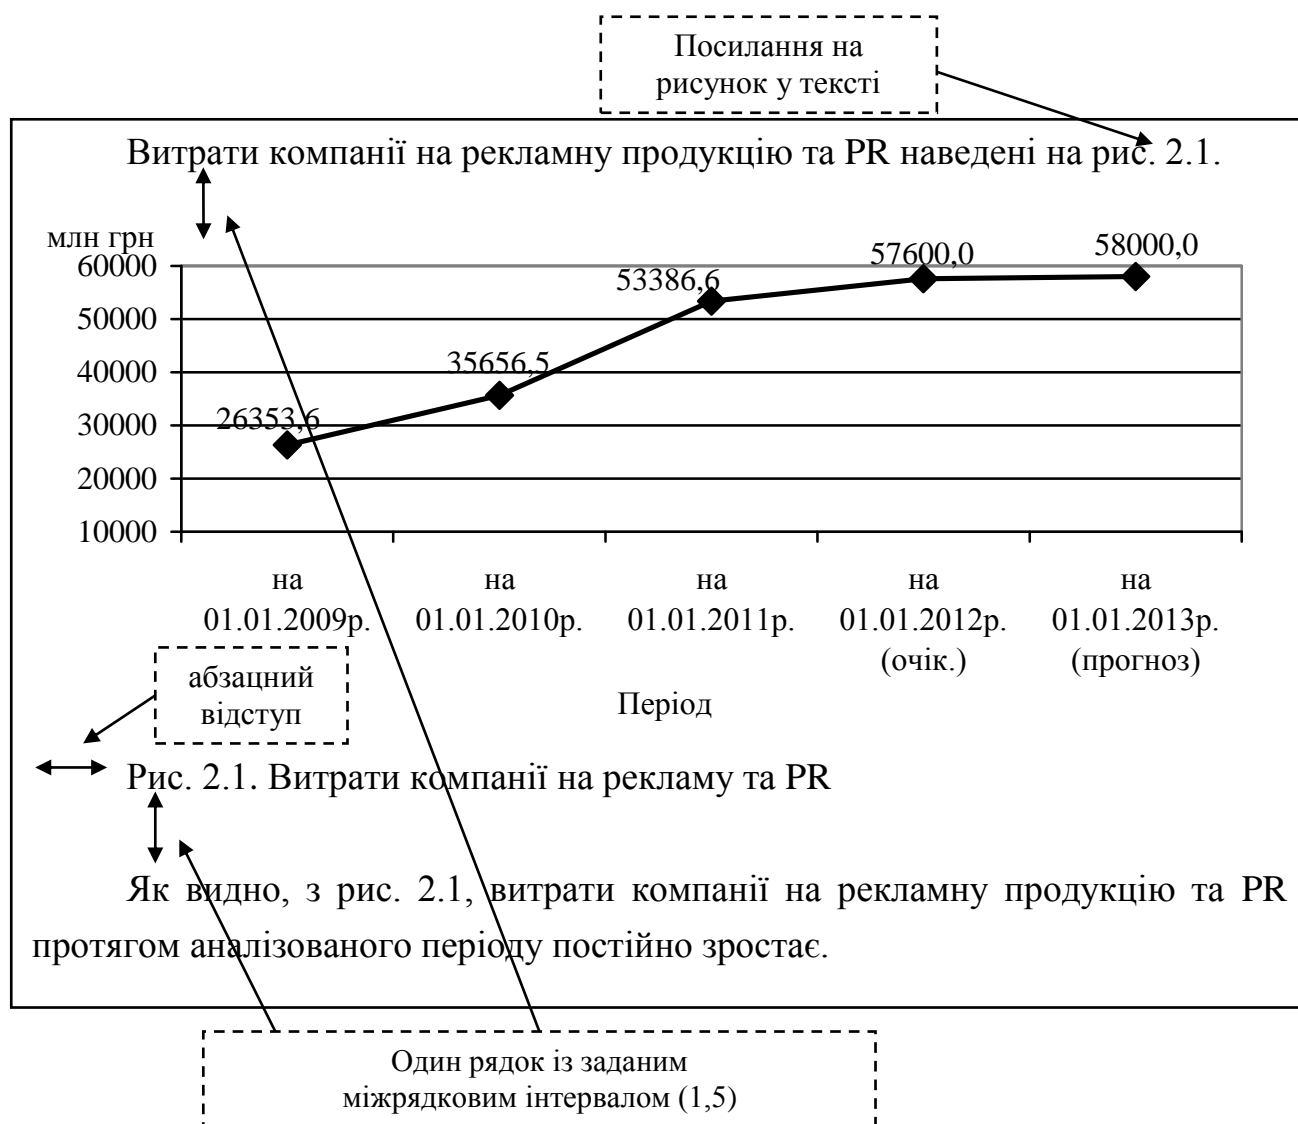 Посилання на
рисунок у тексті
Витрати компанії на рекламну продукцію та PR наведені на рис. 2.1.
млн грн
60000
50000
40000
30000
20000
10000
26353,6
35656,5
53386,6
57600,0
58000,0
на
01.01.2009р.
на
01.01.2010р.
на
01.01.2011р.
на
01.01.2012р.
(очік.)
на
01.01.2013р.
(прогноз)
Період
абзацний
відступ
Рис. 2.1. Витрати компанії на рекламу та PR
Як видно, з рис. 2.1, витрати компанії на рекламну продукцію та PR
протягом аналізованого періоду постійно зростає.
Один рядок із заданим
міжрядковим інтервалом (1,5)